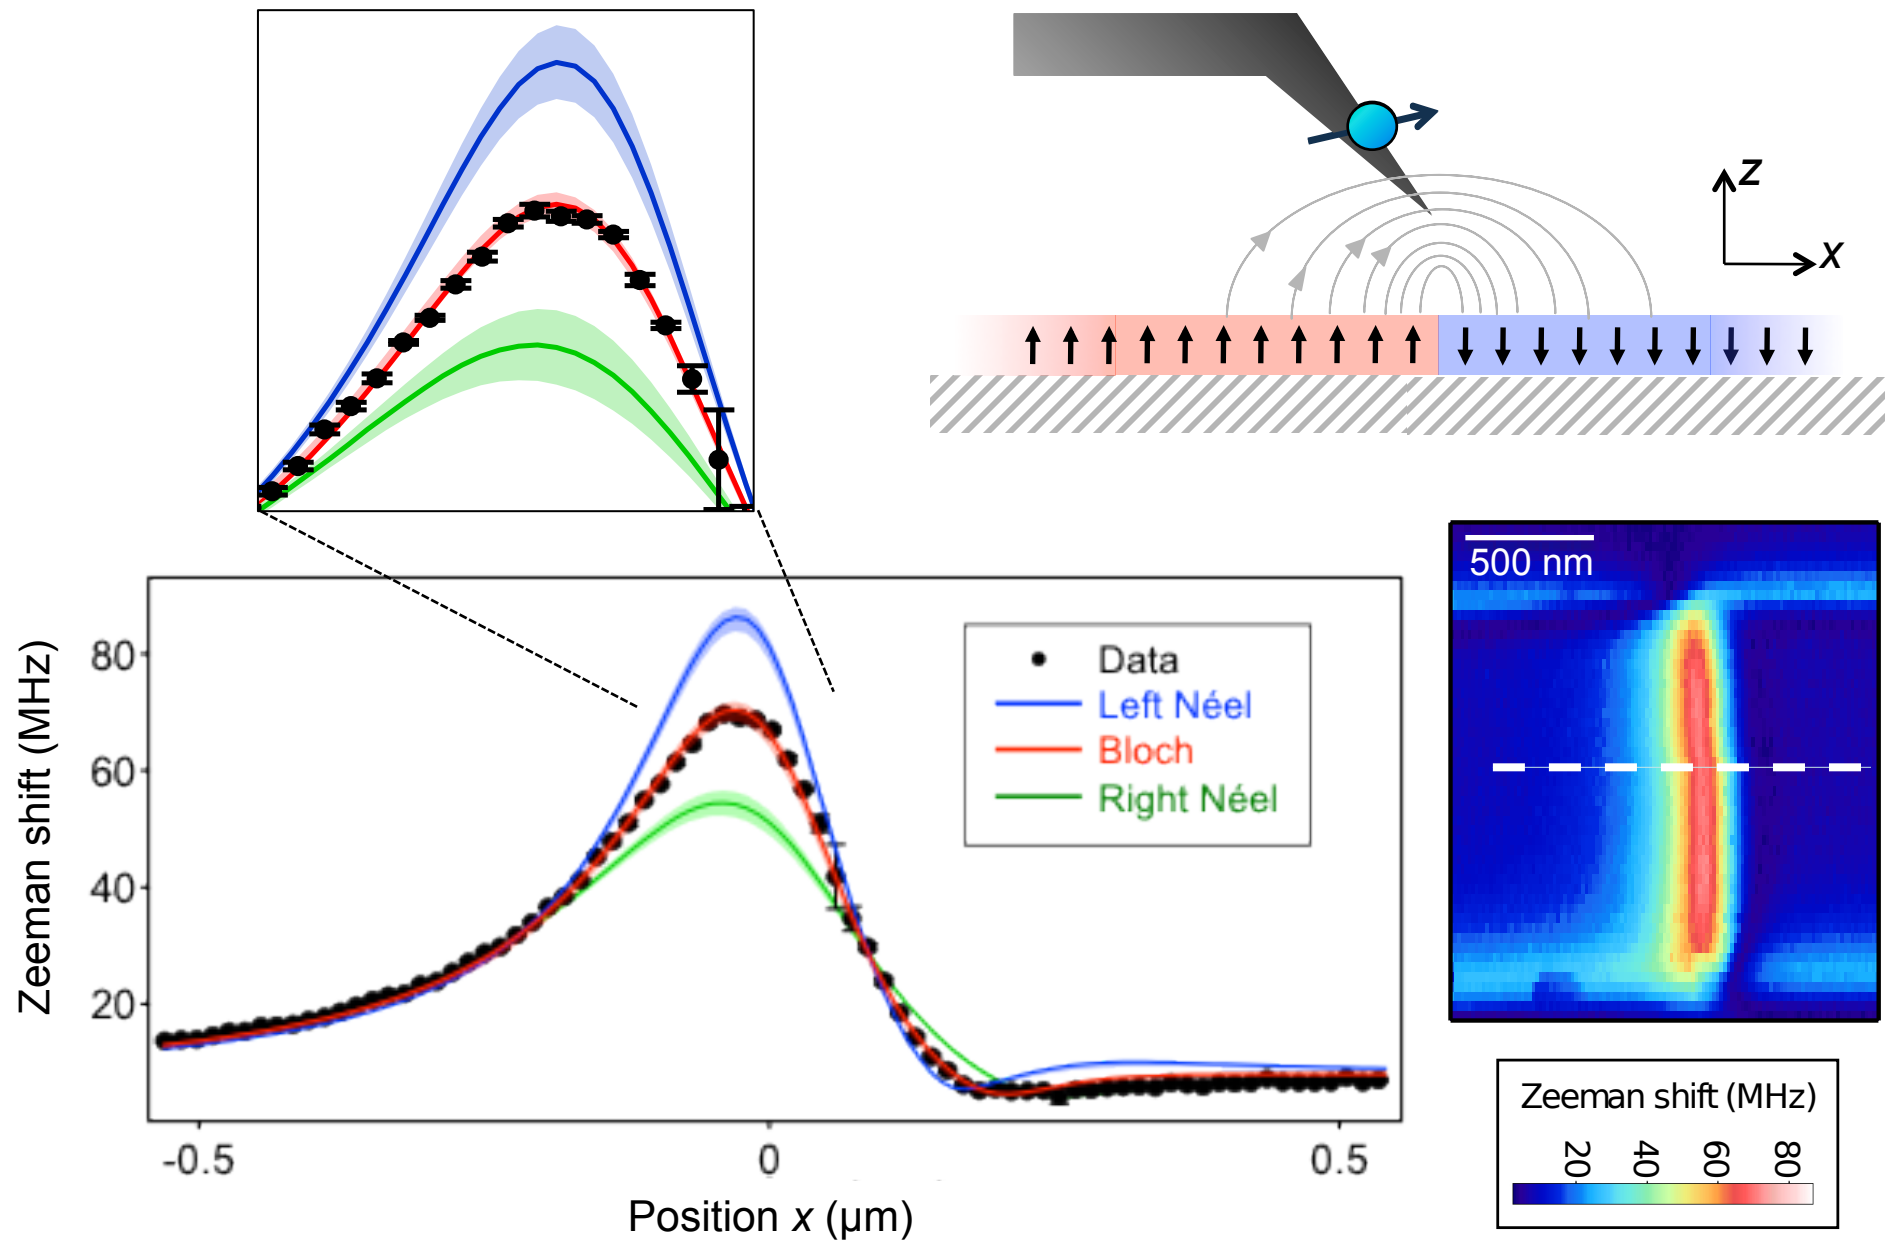 z
x
500 nm
Zeeman shift (MHz)
80
60
40
20
-0.5
0
0.5
Position x (µm)
Data
Left Néel
Bloch
Right Néel
Zeeman shift (MHz)
20
40
60
80